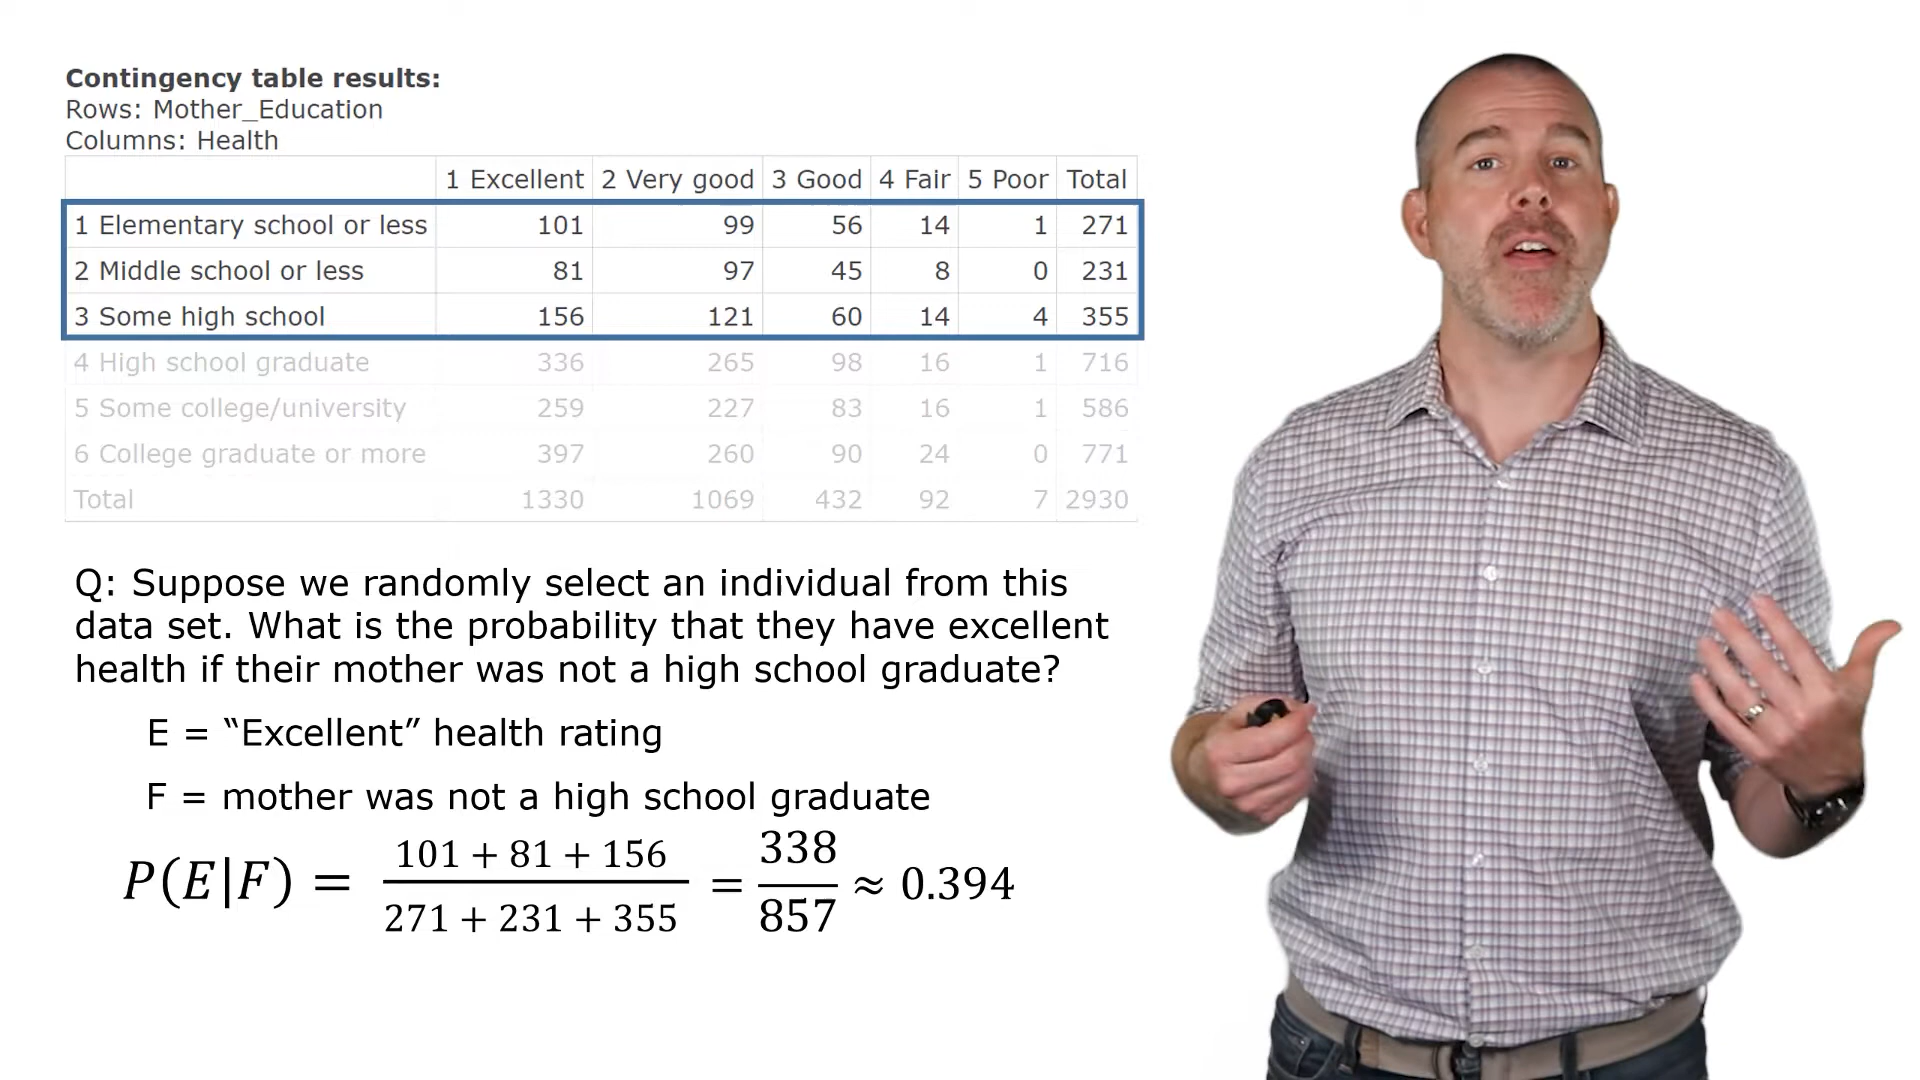 Contingency table results:
Rows: Mother_Education
Columns: Health
1 Excellent 2 Very good 3 Good 4 Fair 5 Poor Total
1 Elementary school or less 101 99 56 14 1 271
2 Middle school or less 81 97 45 8 0 231
3 Some high school 156 121 60 14 4 355
4 High school graduate 336 265 98 16 1 716
5 Some college/university 259 227 83 16 1 586
6 College graduate or more 397 260 90 24 0 771
Total 1330 1069 432 92 7 2930
Q: Suppose we randomly select an individual from this
data set. What is the probability that they have excellent
health if their mother was not a high school graduate?
E = “Excellent” health rating
F = mother was not a high school graduate
P(E|F) = (101 + 81 + 156)/(271 + 231 + 355) = 338/857 ≈ 0.394